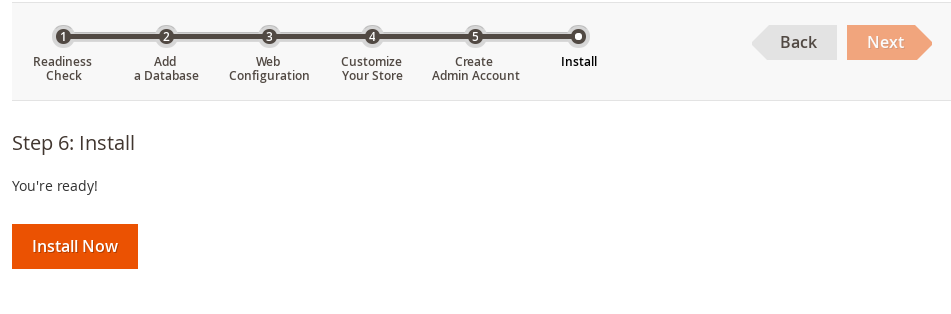 1 2 3 4 5
Back Next
Readiness Check
Add a Database
Web Configuration
Customize Your Store
Create Admin Account
Install
Step 6: Install
You're ready!
Install Now